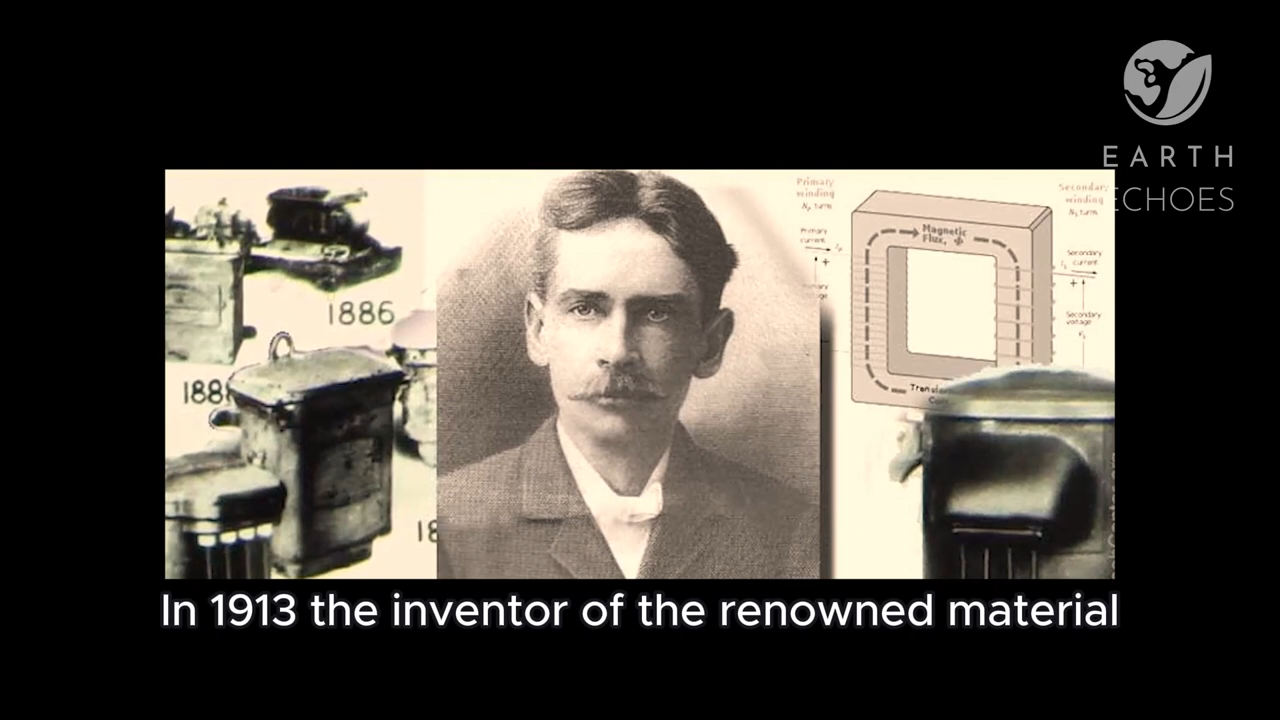 EARTH
ECHOES
1886
188
18
Primary
winding
Primary
current
Magnetic
Flux, Φ
Secondary
winding
Secondary
current
Secondary
voltage
In 1913 the inventor of the renowned material